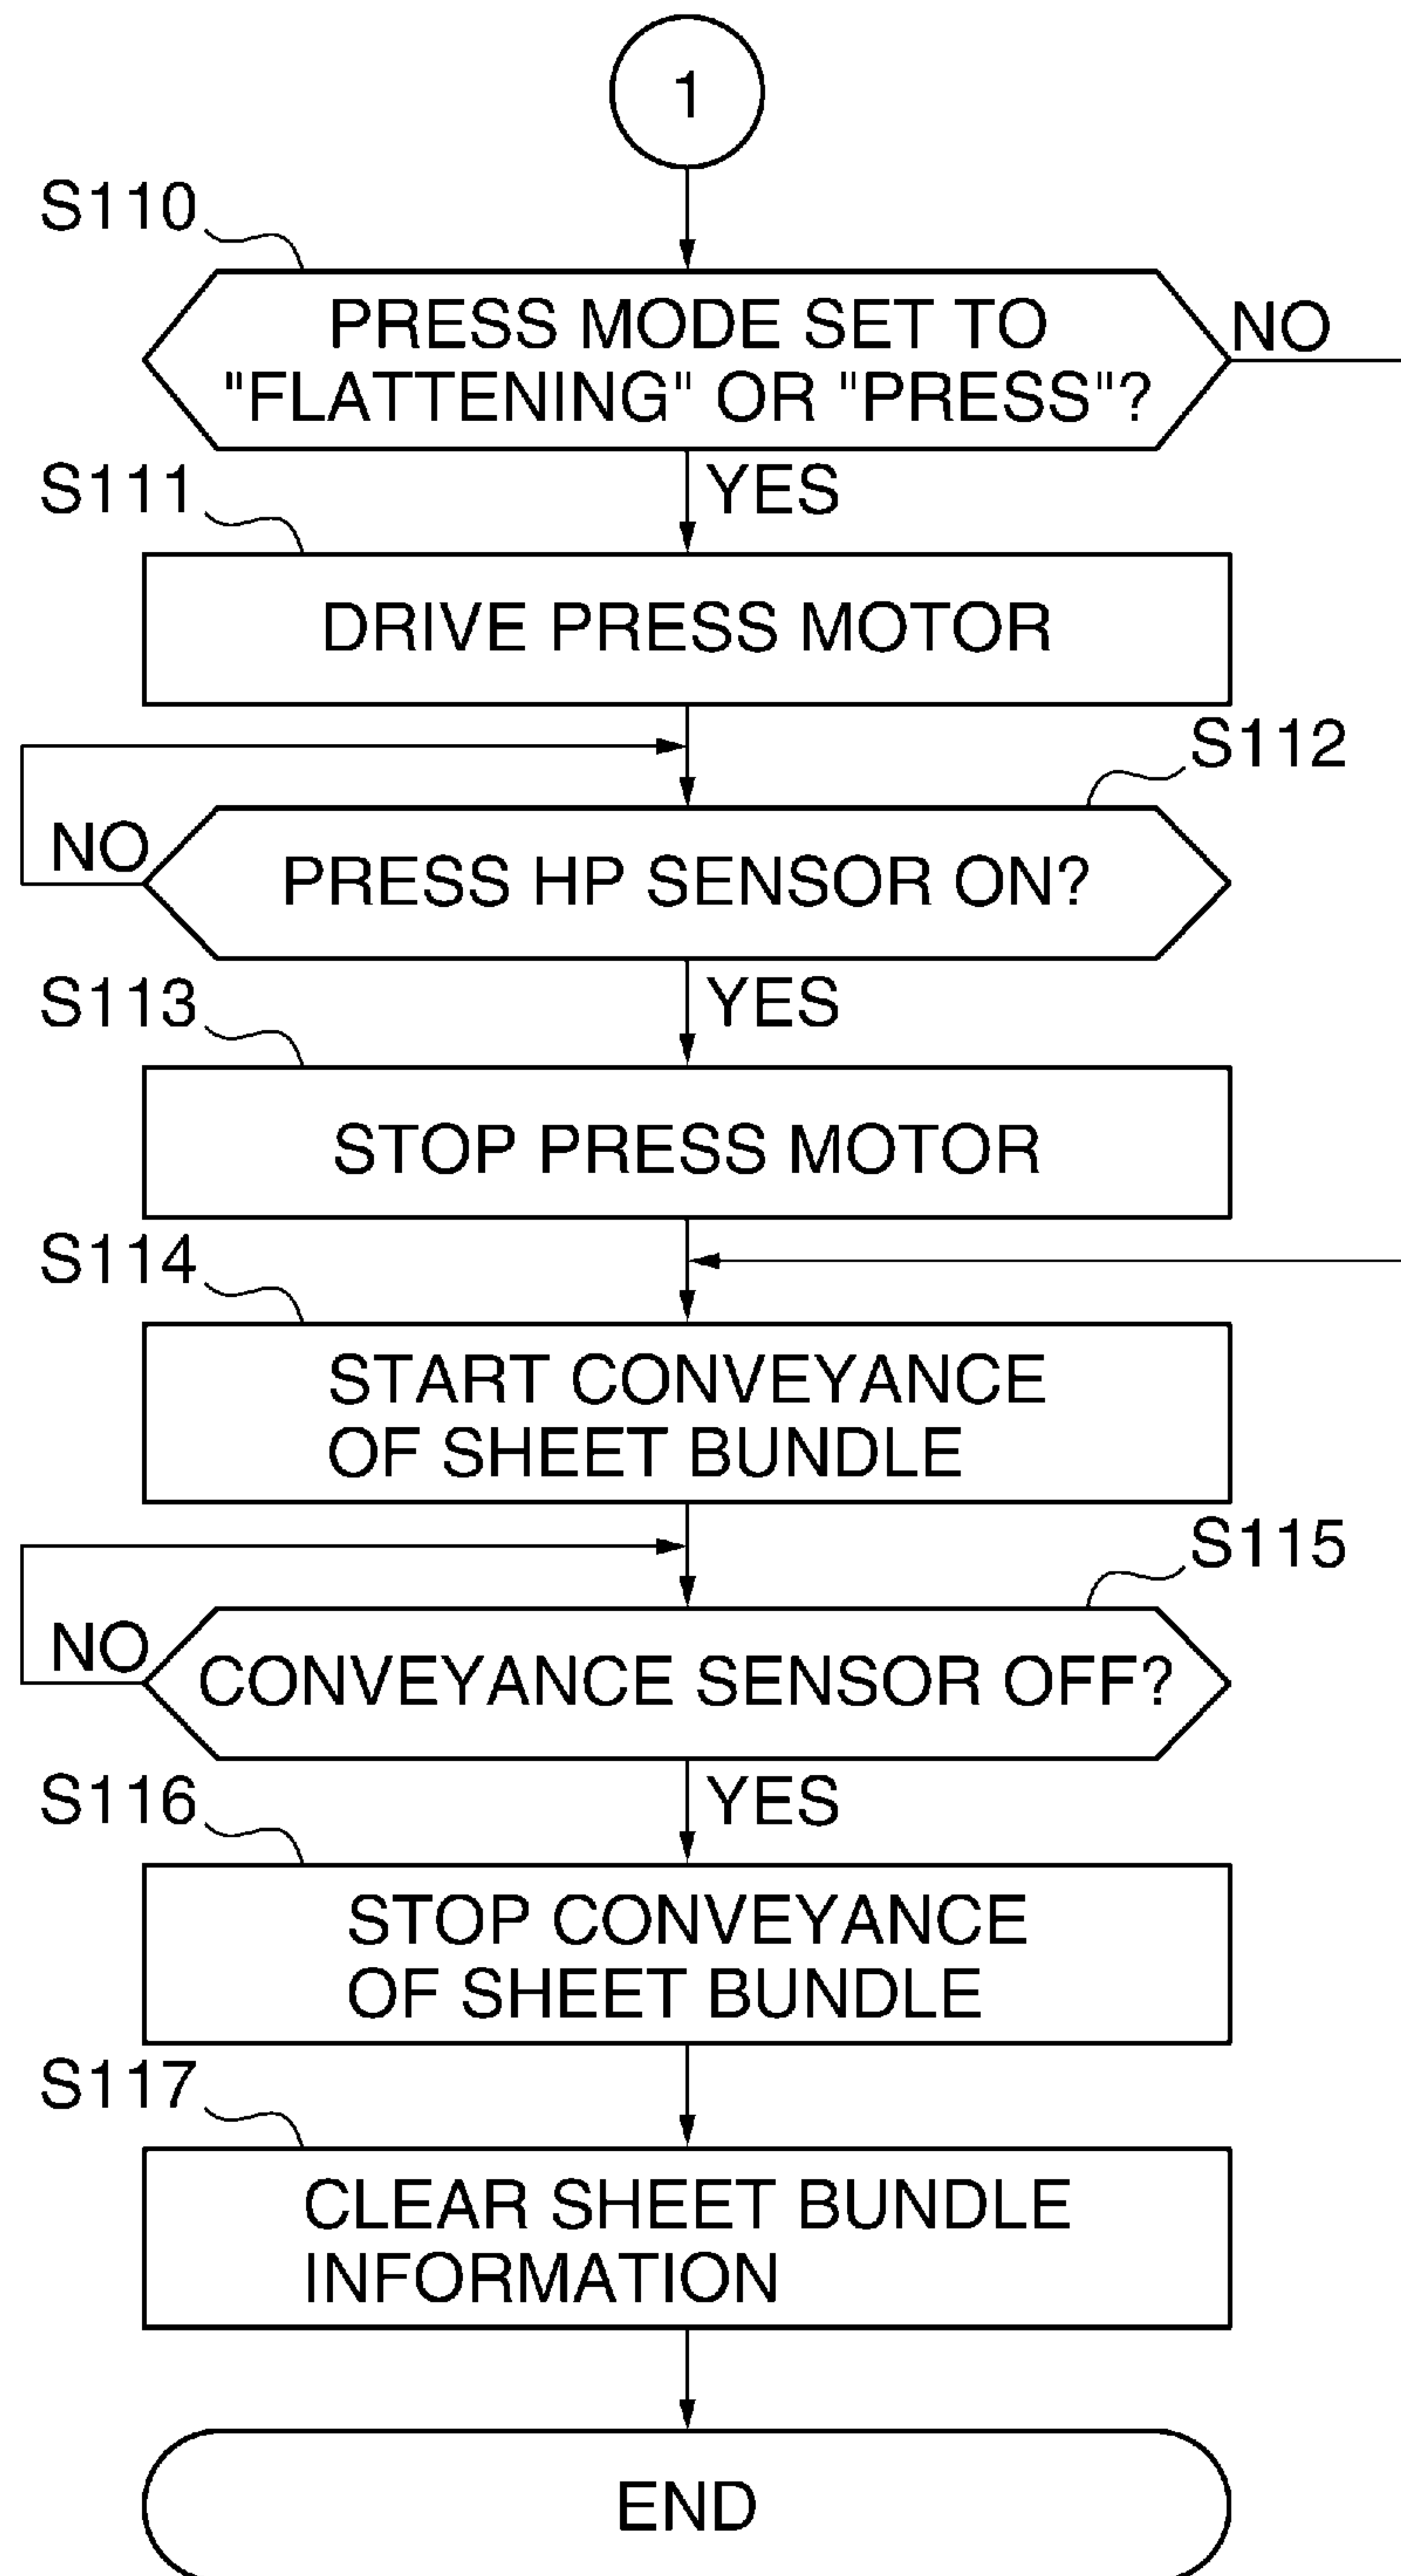 1
S110
PRESS MODE SET TO
"FLATTENING" OR "PRESS"?
NO
YES
S111
DRIVE PRESS MOTOR
S112
PRESS HP SENSOR ON?
NO
YES
S113
STOP PRESS MOTOR
S114
START CONVEYANCE
OF SHEET BUNDLE
S115
CONVEYANCE SENSOR OFF?
NO
YES
S116
STOP CONVEYANCE
OF SHEET BUNDLE
S117
CLEAR SHEET BUNDLE
INFORMATION
END